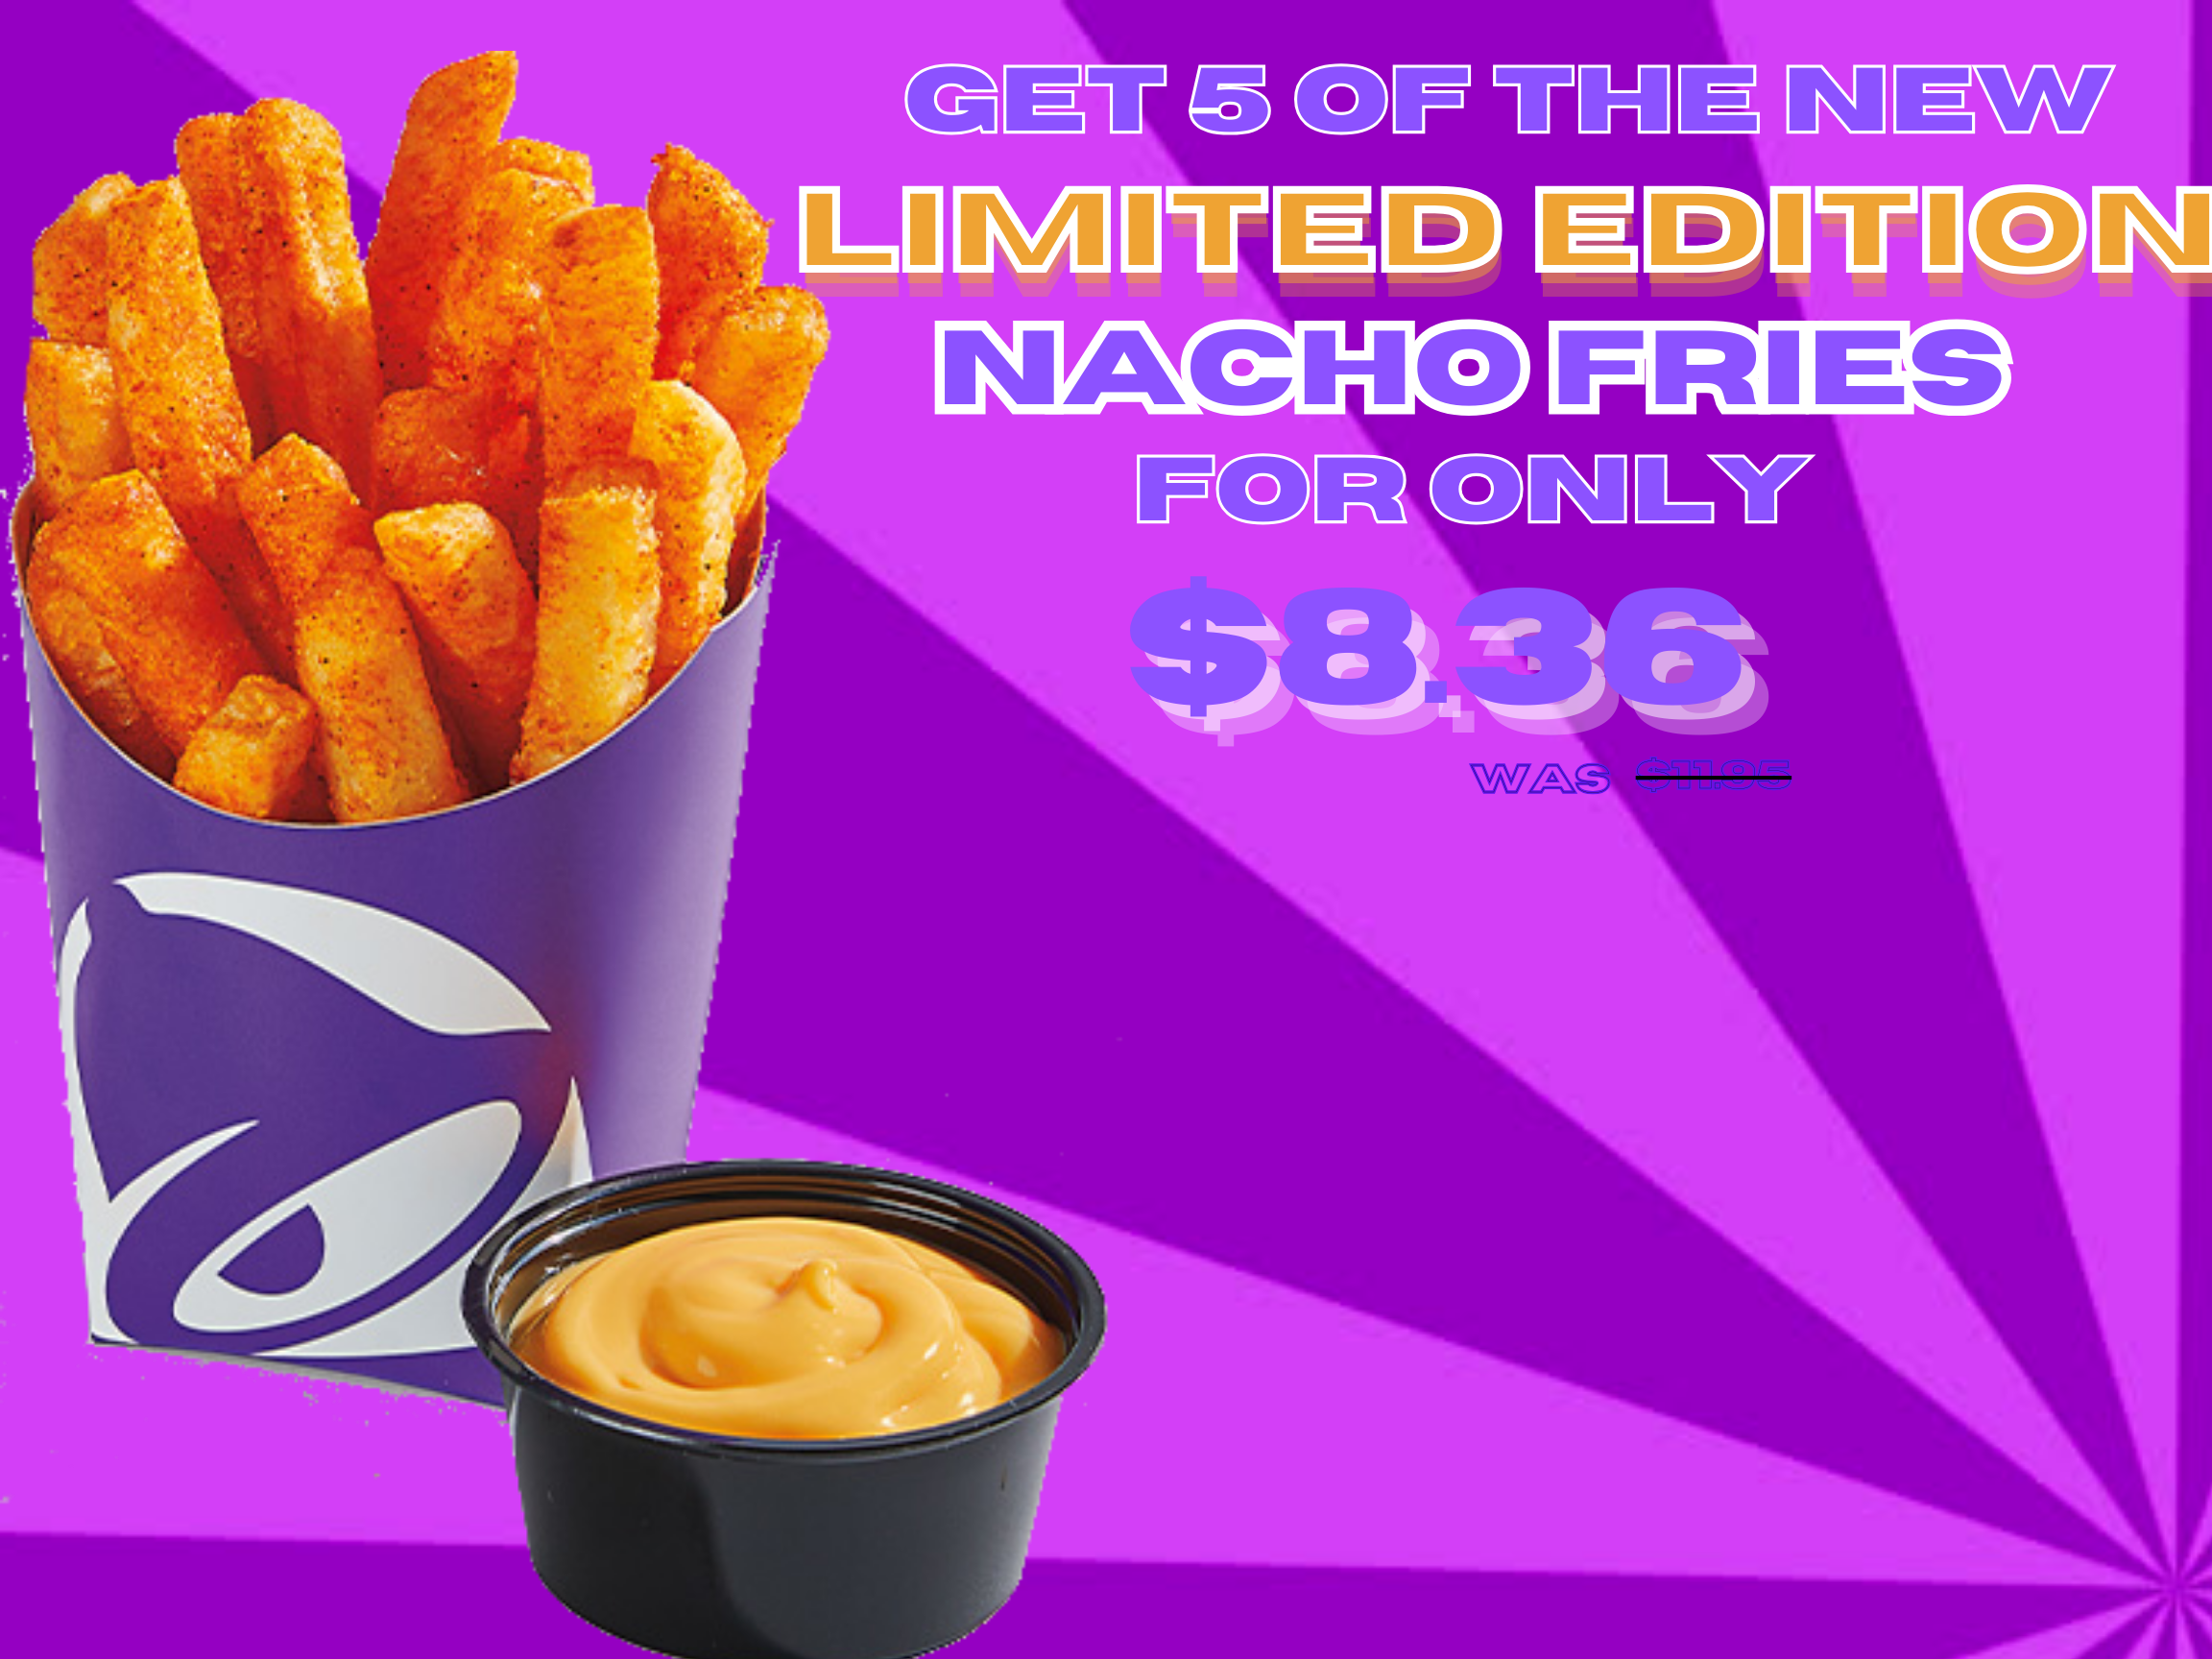 GET 5 OF THE NEW
LIMITED EDITION
NACHO FRIES
FOR ONLY
$8.36
WAS $11.95